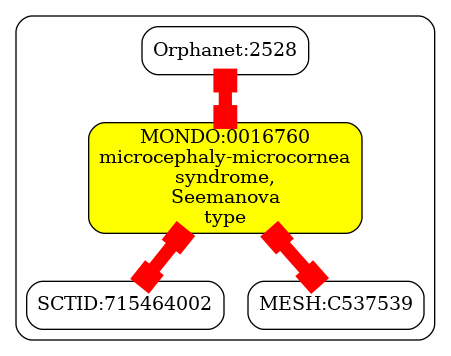 Orphanet:2528
MONDO:0016760
microcephaly-microcornea
syndrome,
Seemanova
type
SCTID:715464002
MESH:C537539